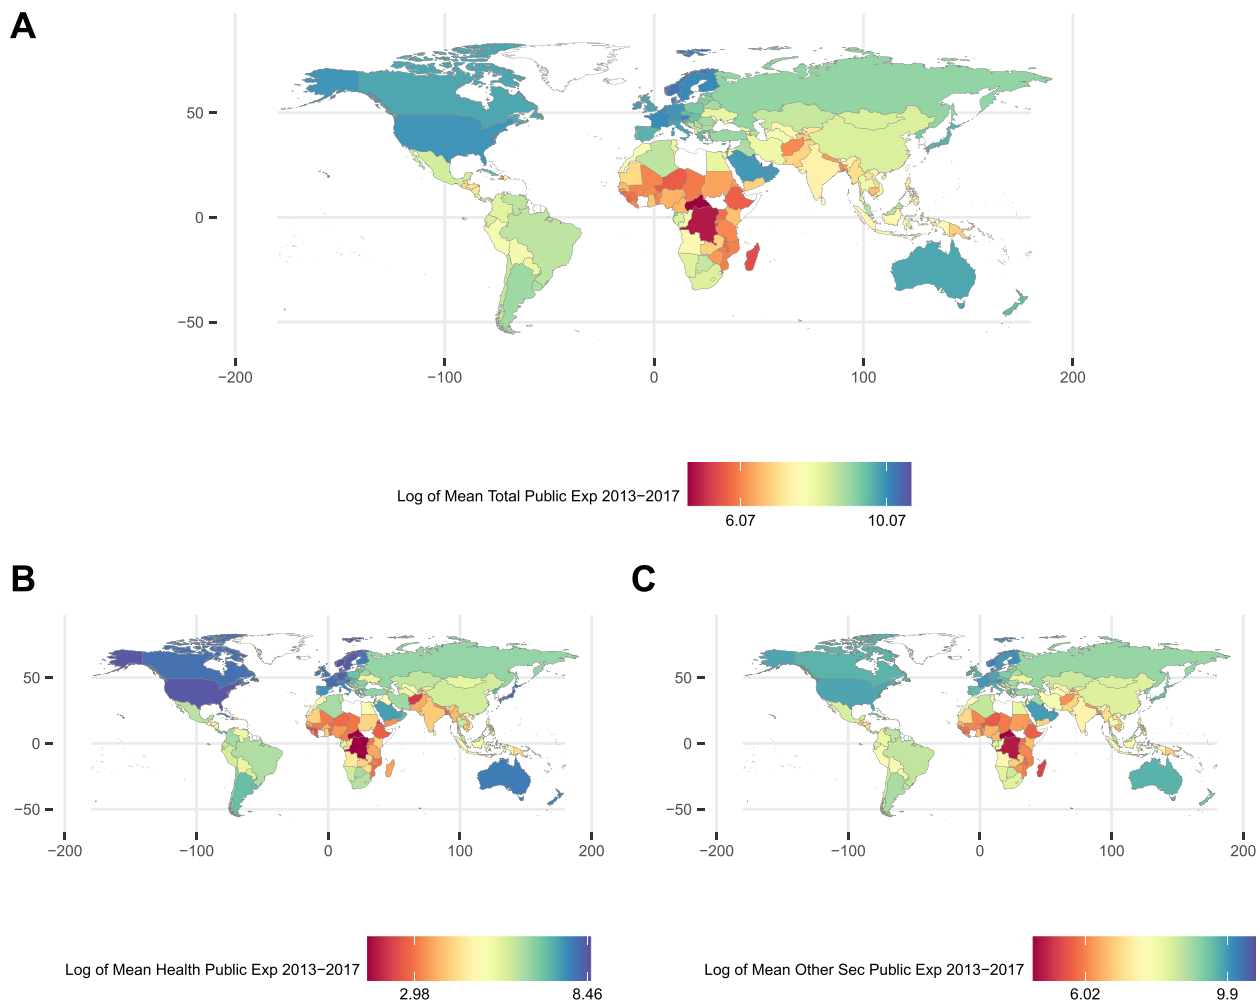 A
50
0
−50
−200 −100 0 100 200
Log of Mean Total Public Exp 2013−2017
6.07 10.07
B
C
50
0
−50
−200 −100 0 100 200
50
0
−50
−200 −100 0 100 200
Log of Mean Health Public Exp 2013−2017
2.98 8.46
Log of Mean Other Sec Public Exp 2013−2017
6.02 9.9